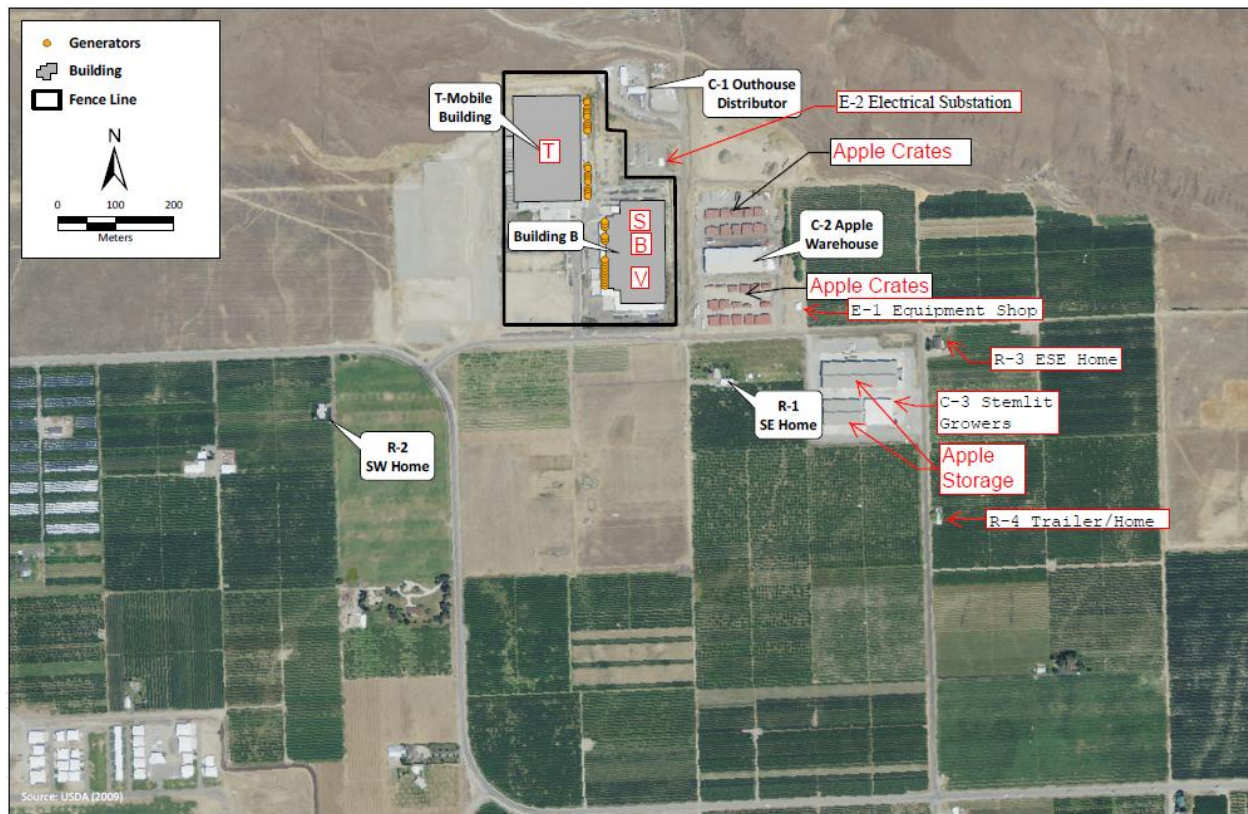 Generators
Building
Fence Line
N
0 100 200
Meters
T-Mobile
Building
C-1 Outhouse
Distributor
E-2 Electrical Substation
Apple Crates
T
S
B
V
Building B
C-2 Apple
Warehouse
Apple Crates
E-1 Equipment Shop
R-3 ESE Home
R-1
SE Home
C-3 Stemlit
Growers
R-2
SW Home
Apple
Storage
R-4 Trailer/Home
Source: USDA (2009)